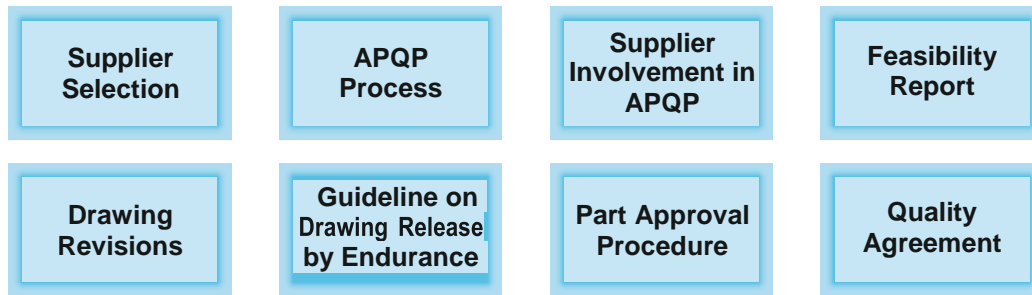 Supplier
Selection
APQP
Process
Supplier
Involvement in
APQP
Feasibility
Report
Drawing
Revisions
Guideline on
Drawing Release
by Endurance
Part Approval
Procedure
Quality
Agreement